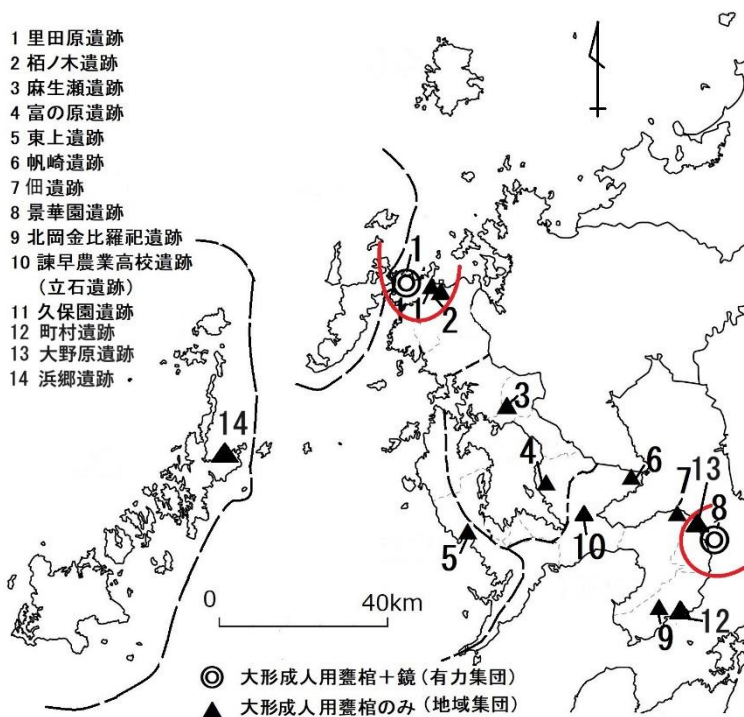 1 里田原遺跡
2 栢ノ木遺跡
3 麻生瀬遺跡
4 富の原遺跡
5 東上遺跡
6 帆崎遺跡
7 佃遺跡
8 景華園遺跡
9 北岡金比羅祀遺跡
10 諫早農業高校遺跡
(立石遺跡)
11 久保園遺跡
12 町村遺跡
13 大野原遺跡
14 浜郷遺跡
1
11
2
3
14
4
6
7
13
8
5
10
9
12
0 40km
◎ 大形成人用甕棺+鏡(有力集団)
▲ 大形成人用甕棺のみ(地域集団)